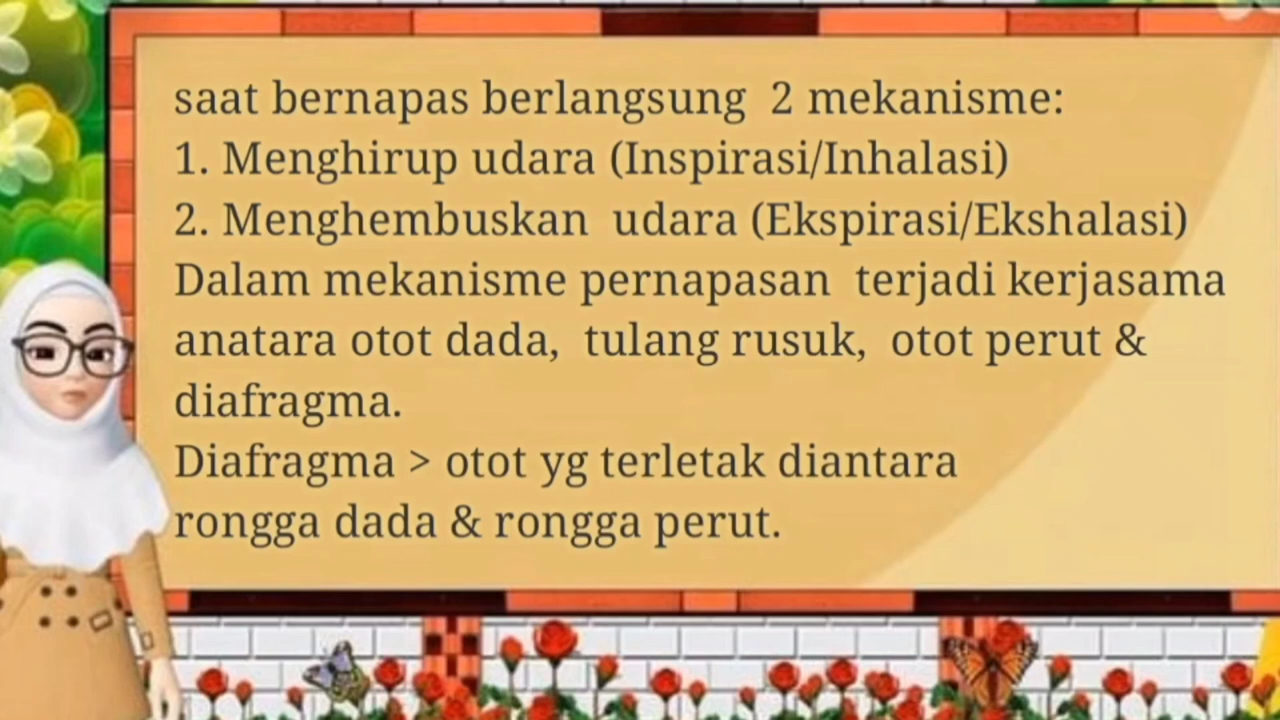 saat bernapas berlangsung 2 mekanisme:
1. Menghirup udara (Inspirasi/Inhalasi)
2. Menghembuskan udara (Ekspirasi/Ekshalasi)
Dalam mekanisme pernapasan terjadi kerjasama
anatara otot dada, tulang rusuk, otot perut &
diafragma.
Diafragma > otot yg terletak diantara
rongga dada & rongga perut.